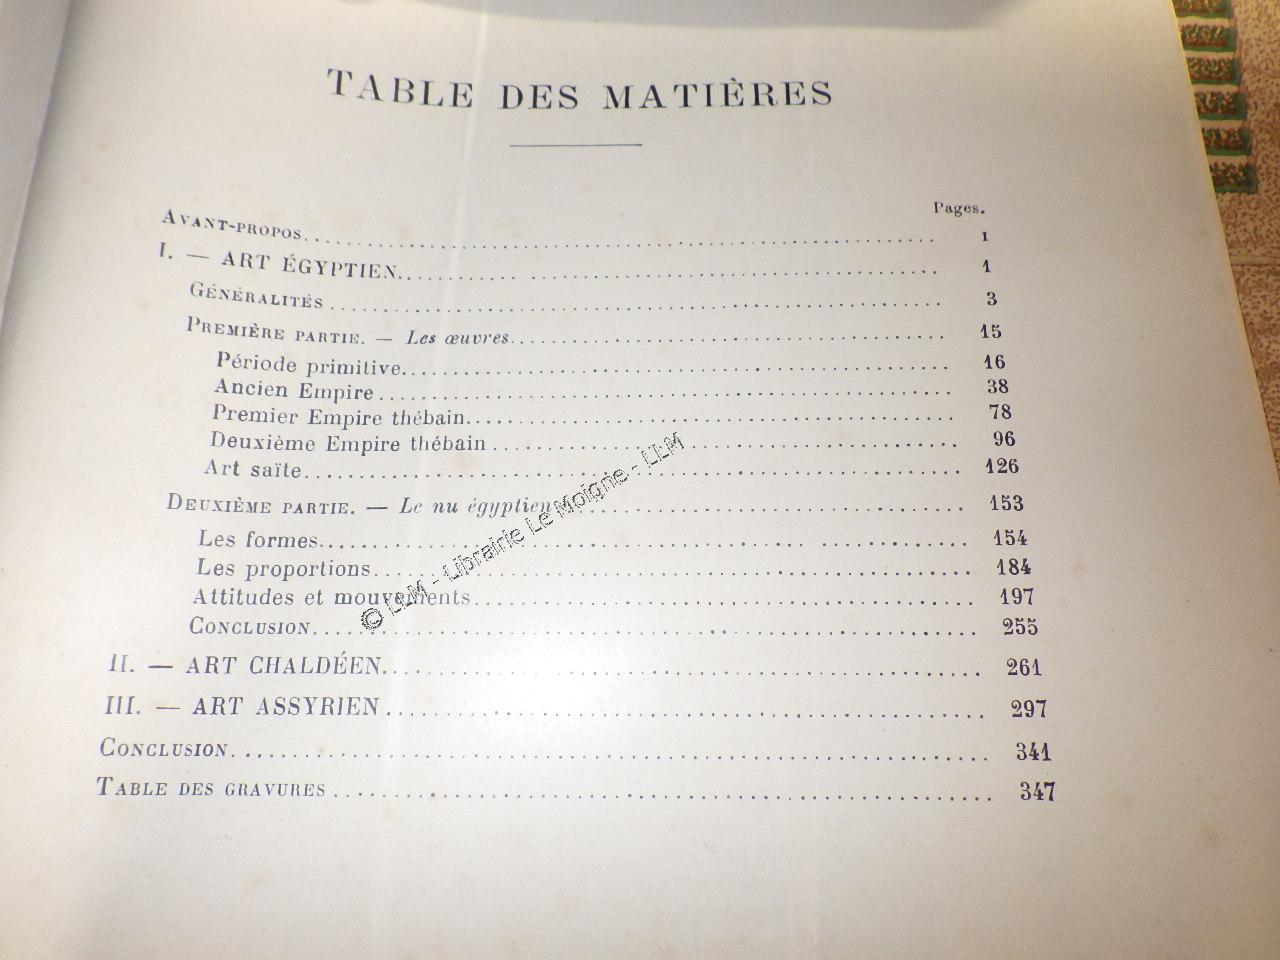 TABLE DES MATIÈRES
Pages.
AVANT-PROPOS........ I
I. — ART ÉGYPTIEN........ 1
GÉNÉRALITÉS........ 3
PREMIÈRE PARTIE. — Les œuvres........ 15
Période primitive........ 16
Ancien Empire........ 38
Premier Empire thébain........ 78
Deuxième Empire thébain........ 96
Art saïte........ 126
DEUXIÈME PARTIE. — Le nu égyptien........ 153
Les formes........ 154
Les proportions........ 184
Attitudes et mouvements........ 197
CONCLUSION........ 255
II. — ART CHALDÉEN........ 261
III. — ART ASSYRIEN........ 297
CONCLUSION........ 341
TABLE DES GRAVURES........ 347
© LLM - Librairie Le Moigne - LLM